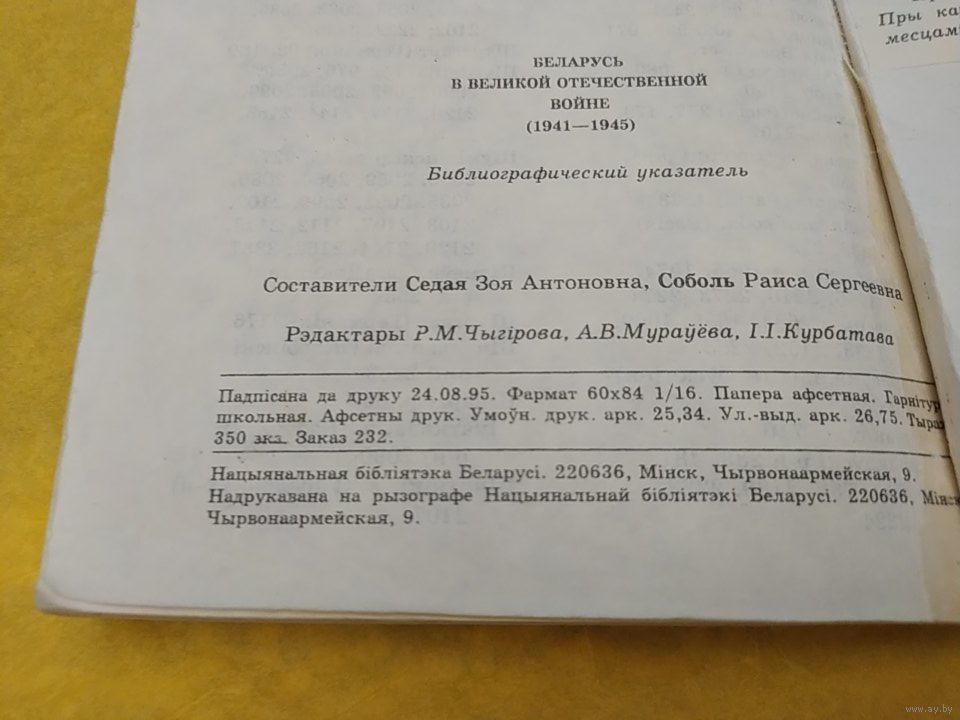 БЕЛАРУСЬ
В ВЕЛИКОЙ ОТЕЧЕСТВЕННОЙ
ВОЙНЕ
(1941—1945)
Библиографический указатель
Составители Седая Зоя Антоновна, Соболь Раиса Сергеевна
Рэдактары Р.М.Чыгірова, А.В.Мураўёва, І.І.Курбатава
Падпісана да друку 24.08.95. Фармат 60х84 1/16. Папера афсетная. Гарнітур
школьная. Афсетны друк. Умоўн. друк. арк. 25,34. Ул.-выд. арк. 26,75. Тыраж
350 экз. Заказ 232.
Нацыянальная бібліятэка Беларусі. 220636, Мінск, Чырвонаармейская, 9.
Надрукавана на рызографе Нацыянальнай бібліятэкі Беларусі. 220636, Мінск
Чырвонаармейская, 9.
Пры ка
месцам
www.ay.by